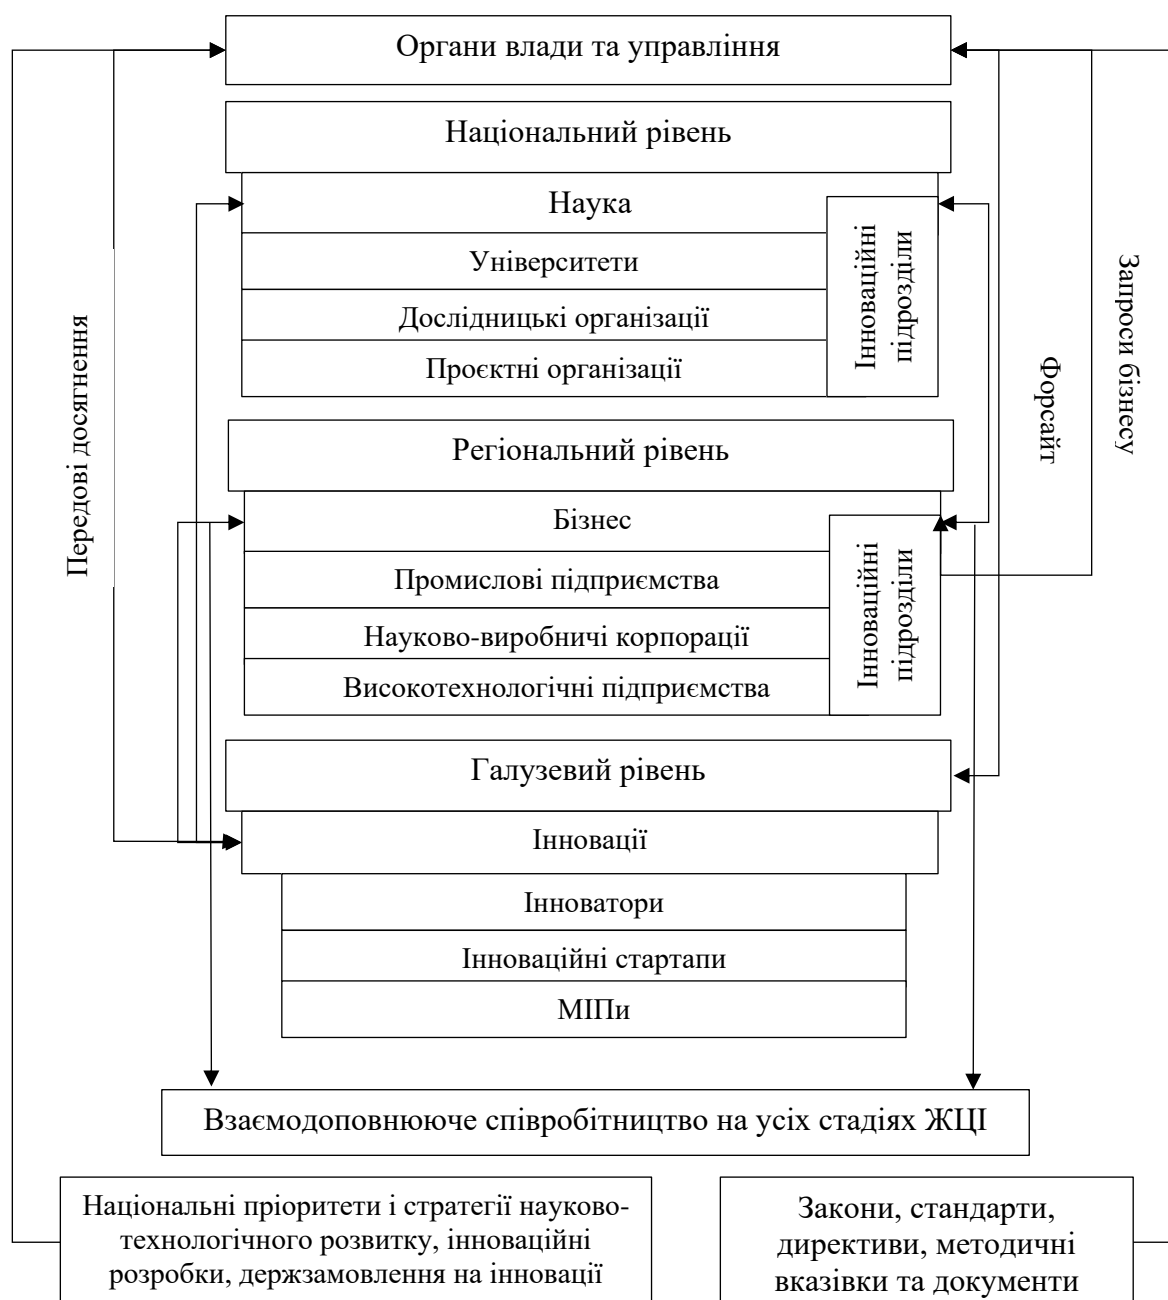 Органи влади та управління
Національний рівень
Наука
Університети
Дослідницькі організації
Проєктні організації
Інноваційні
підрозділи
Регіональний рівень
Бізнес
Промислові підприємства
Науково-виробничі корпорації
Високотехнологічні підприємства
Інноваційні
підрозділи
Галузевий рівень
Інновації
Інноватори
Інноваційні стартапи
МІПи
Передові досягнення
Форсайт
Запроси бізнесу
Взаємодоповнююче співробітництво на усіх стадіях ЖЦІ
Національні пріоритети і стратегії науково-
технологічного розвитку, інноваційні
розробки, держзамовлення на інновації
Закони, стандарти,
директиви, методичні
вказівки та документи